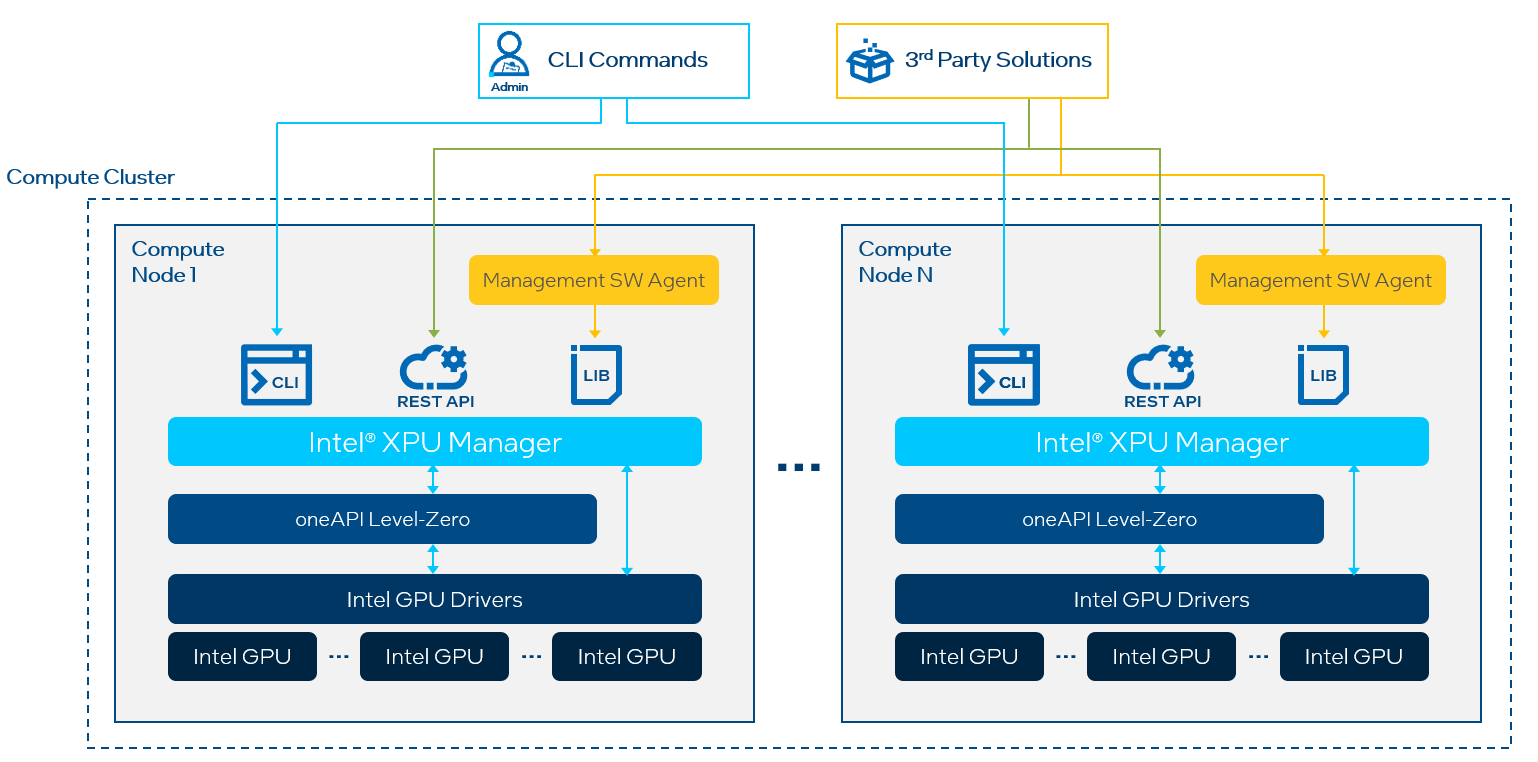 CLI Commands
Admin
3rd Party Solutions
Compute Cluster
Compute
Node 1
Management SW Agent
CLI
REST API
LIB
Intel® XPU Manager
oneAPI Level-Zero
Intel GPU Drivers
Intel GPU ... Intel GPU ... Intel GPU
...
Compute
Node N
Management SW Agent
CLI
REST API
LIB
Intel® XPU Manager
oneAPI Level-Zero
Intel GPU Drivers
Intel GPU ... Intel GPU ... Intel GPU